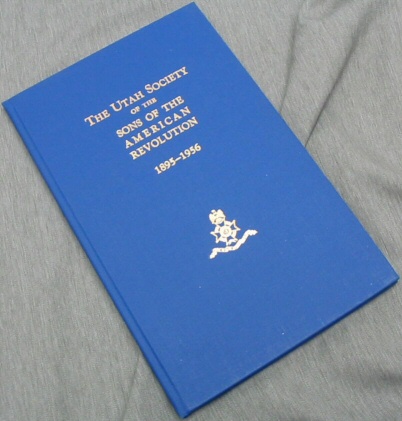 THE UTAH SOCIETY
OF THE
SONS OF THE
AMERICAN
REVOLUTION
1895-1956